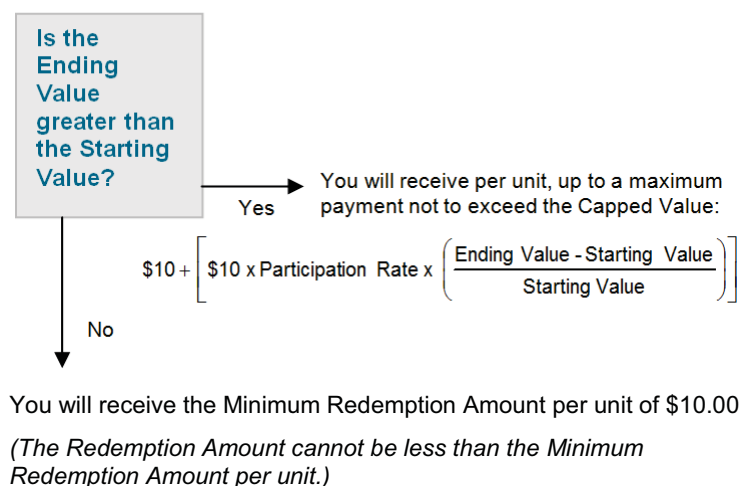 Is the
Ending
Value
greater than
the Starting
Value?
Yes
You will receive per unit, up to a maximum
payment not to exceed the Capped Value:
$10 + [ $10 x Participation Rate x ( Ending Value - Starting Value
Starting Value ) ]
No
You will receive the Minimum Redemption Amount per unit of $10.00
(The Redemption Amount cannot be less than the Minimum
Redemption Amount per unit.)